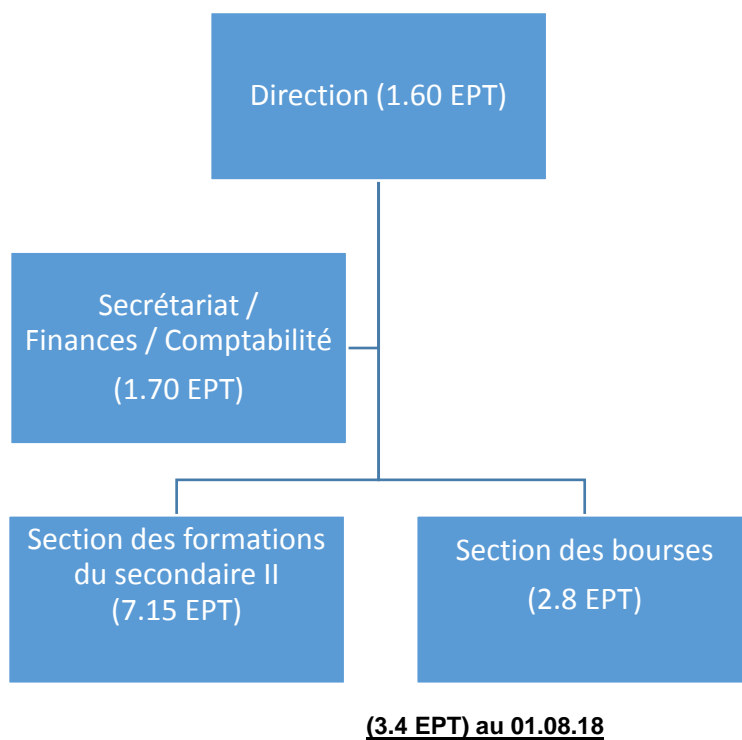 Direction (1.60 EPT)
Secrétariat /
Finances / Comptabilité
(1.70 EPT)
Section des formations
du secondaire II
(7.15 EPT)
Section des bourses
(2.8 EPT)
(3.4 EPT) au 01.08.18